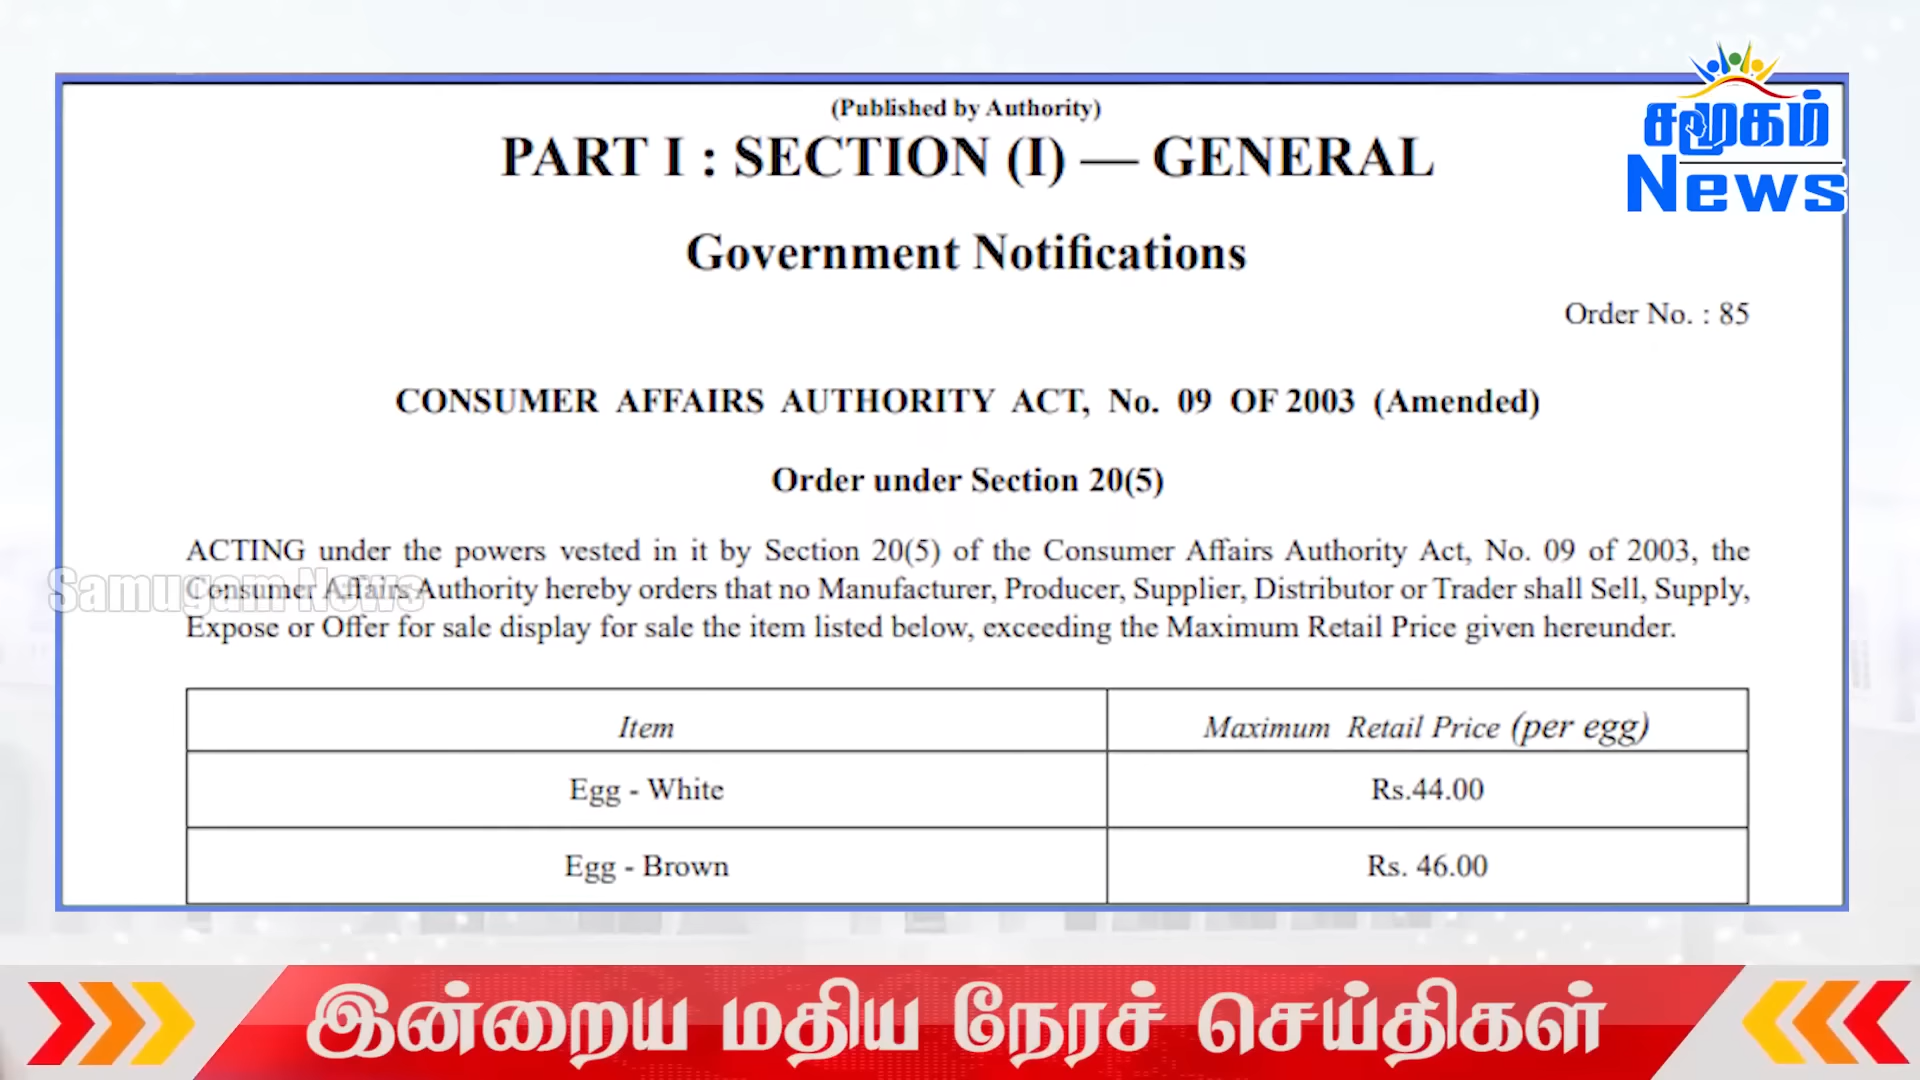 (Published by Authority)
PART I : SECTION (I) — GENERAL
Government Notifications
Order No. : 85
CONSUMER AFFAIRS AUTHORITY ACT, No. 09 OF 2003 (Amended)
Order under Section 20(5)
ACTING under the powers vested in it by Section 20(5) of the Consumer Affairs Authority Act, No. 09 of 2003, the
Consumer Affairs Authority hereby orders that no Manufacturer, Producer, Supplier, Distributor or Trader shall Sell, Supply,
Expose or Offer for sale display for sale the item listed below, exceeding the Maximum Retail Price given hereunder.
Item Maximum Retail Price (per egg)
Egg - White Rs.44.00
Egg - Brown Rs. 46.00
சமூகம்
News
Samugam News
இன்றைய மதிய நேரச் செய்திகள்